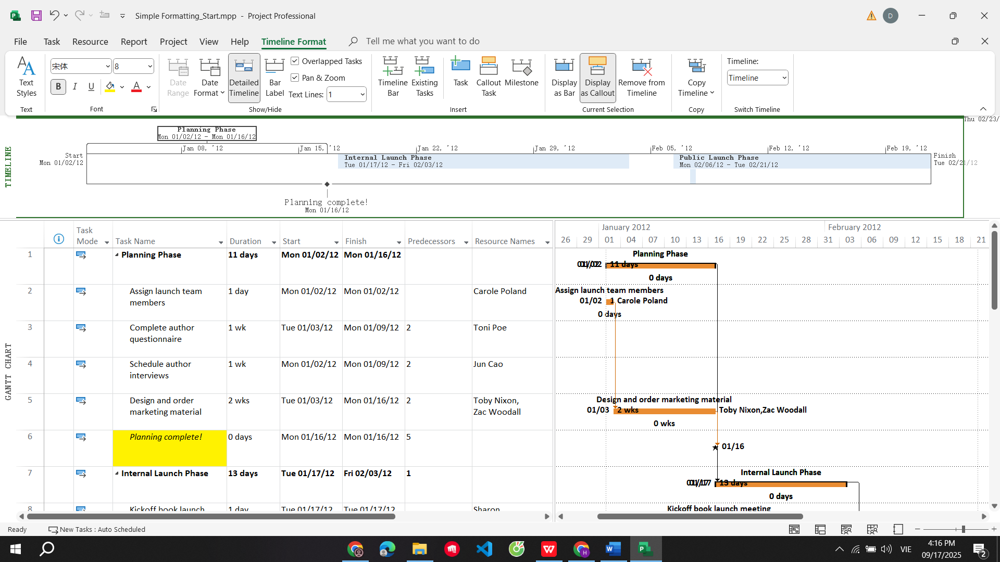 Simple Formatting_Start.mpp - Project Professional
D
File Task Resource Report Project View Help Timeline Format Tell me what you want to do
Text Styles
Text
宋体 8
B I U A
Font
Date Range
Date Format
Detailed Timeline
Bar Label
Overlapped Tasks
Pan & Zoom
Text Lines: 1
Show/Hide
Timeline Bar
Existing Tasks
Task
Callout Task
Milestone
Insert
Display as Bar
Display as Callout
Remove from Timeline
Current Selection
Copy Timeline
Copy
Timeline:
Timeline
Switch Timeline
TIMELINE
Thu 02/23/
Planning Phase
Mon 01/02/12 - Mon 01/16/12
Jan 08, '12 Jan 15, '12 Jan 22, '12 Jan 29, '12 Feb 05, '12 Feb 12, '12 Feb 19, '12
Start
Mon 01/02/12
Internal Launch Phase
Tue 01/17/12 - Fri 02/03/12
Public Launch Phase
Mon 02/06/12 - Tue 02/21/12
Finish
Tue 02/21/12
Planning complete!
Mon 01/16/12
GANTT CHART
Task Mode Task Name Duration Start Finish Predecessors Resource Names
1 Planning Phase 11 days Mon 01/02/12 Mon 01/16/12
2 Assign launch team members 1 day Mon 01/02/12 Mon 01/02/12 Carole Poland
3 Complete author questionnaire 1 wk Tue 01/03/12 Mon 01/09/12 2 Toni Poe
4 Schedule author interviews 1 wk Mon 01/02/12 Mon 01/09/12 2 Jun Cao
5 Design and order marketing material 2 wks Tue 01/03/12 Mon 01/16/12 2 Toby Nixon, Zac Woodall
6 Planning complete! 0 days Mon 01/16/12 Mon 01/16/12 5
7 Internal Launch Phase 13 days Tue 01/17/12 Fri 02/03/12 1
8 Kickoff book launch 1 day Tue 01/17/12 Tue 01/17/12 Sharon
January 2012 February 2012
26 29 01 04 07 10 13 16 19 22 25 28 31 03 06 09 12 15 18 21
Planning Phase
01/02 11 days
0 days
Assign launch team members
01/02 1 Carole Poland
0 days
Design and order marketing material
01/03 2 wks Toby Nixon,Zac Woodall
0 wks
01/16
Internal Launch Phase
01/17 13 days
0 days
Kickoff book launch meeting
Ready New Tasks : Auto Scheduled
VIE
4:16 PM
09/17/2025
2